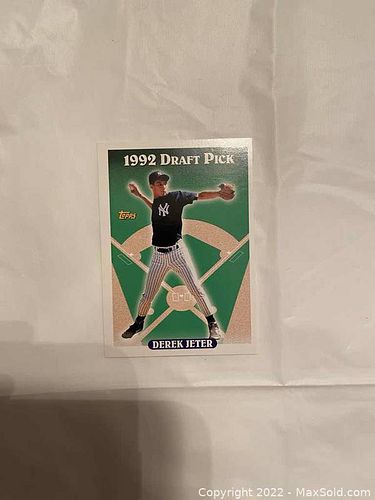 1992 DRAFT PICK
TOPPS
NY
DEREK JETER
Copyright 2022 - MaxSold.com